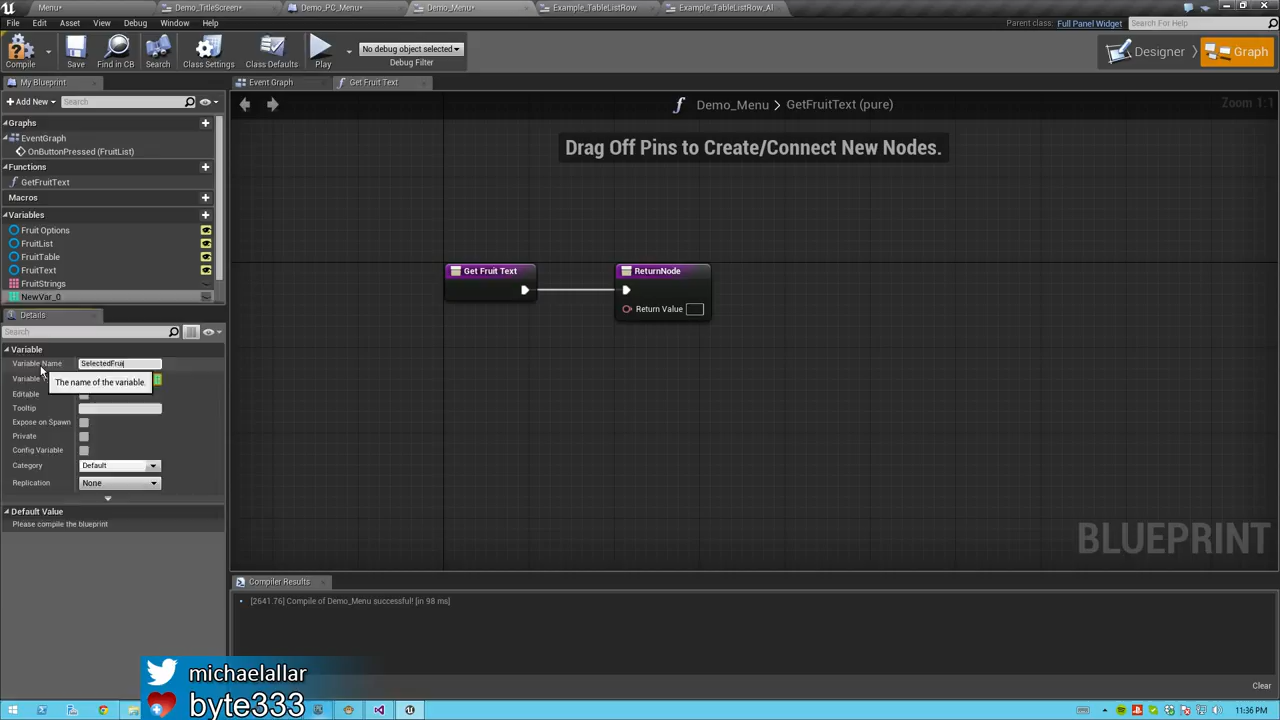 Menu*
Demo_TitleScreen*
Demo_PC_Menu*
Demo_Menu*
Example_TableListRow
Example_TableListRow_AI
File Edit Asset View Debug Window Help
Parent class: Full Panel Widget
Search For Help
Compile
Save
Find in CB
Search
Class Settings
Class Defaults
Play
No debug object selected
Debug Filter
Designer
Graph
My Blueprint
Event Graph
Get Fruit Text
Add New
Search
Demo_Menu > GetFruitText (pure)
Zoom 1:1
Graphs
EventGraph
OnButtonPressed (FruitList)
Functions
GetFruitText
Macros
Variables
Fruit Options
FruitList
FruitTable
FruitText
FruitStrings
NewVar_0
Drag Off Pins to Create/Connect New Nodes.
Get Fruit Text
ReturnNode
Return Value
Details
Search
Variable
Variable Name
SelectedFrui
The name of the variable.
Variable
Editable
Tooltip
Expose on Spawn
Private
Config Variable
Category
Default
Replication
None
Default Value
Please compile the blueprint
BLUEPRINT
Compiler Results
[2641.76] Compile of Demo_Menu successful! [in 98 ms]
Clear
michaelallar
byte333
11:36 PM